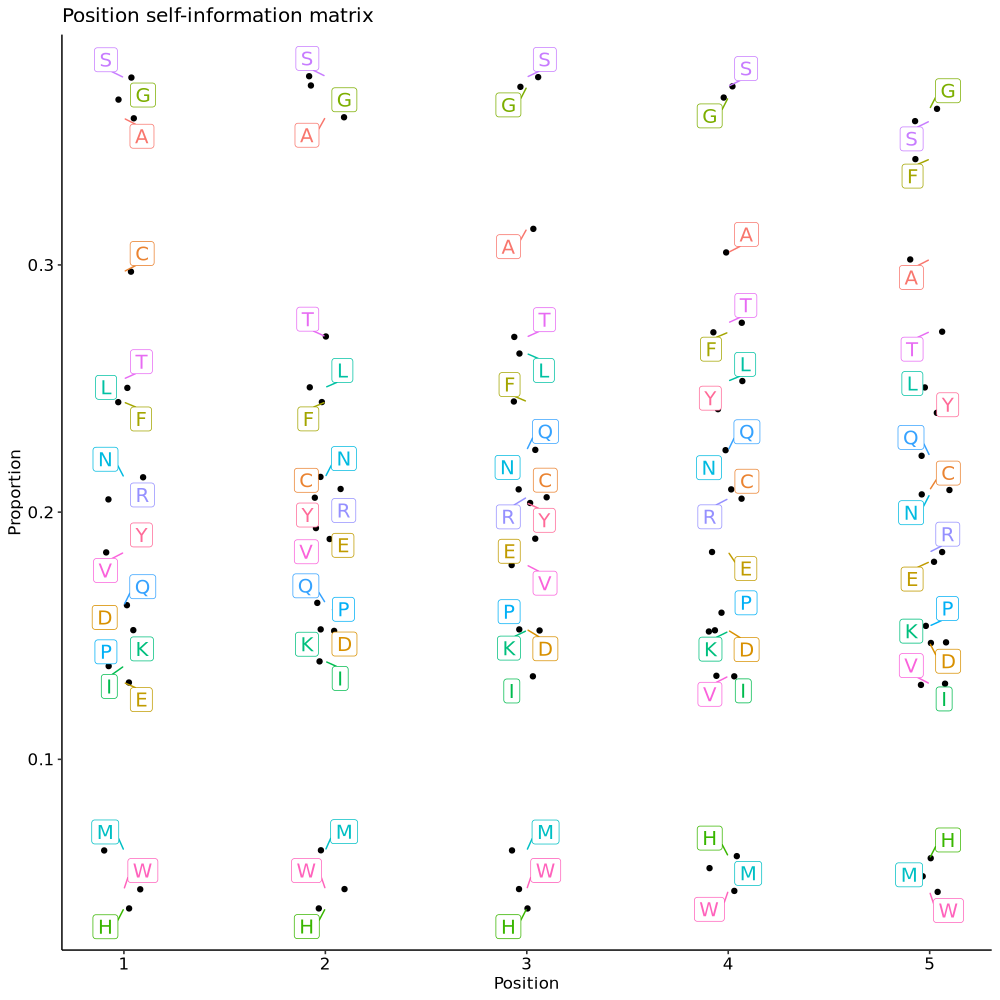 Position self-information matrix
S S S S G
G G G G S
A A F
C A A A
T T T T T
L L L F L
F F F L Y
Y
N N Q Q Q
C N N C
R Y R C C N
R Y R
Y V E E E R
V V E
Q Q P P P
D P K
P K K D K D K D
I I I V I V I
E
M M M H H
W W W M M
H H H W W
0.3
0.2
0.1
Proportion
1 2 3 4 5
Position